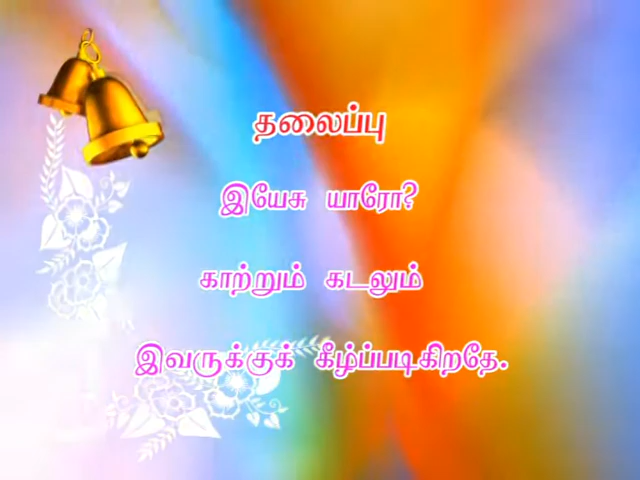 தலைப்பு
இயேசு யாரோ?
காற்றும் கடலும்
இவருக்குக் கீழ்ப்படிகிறதே.